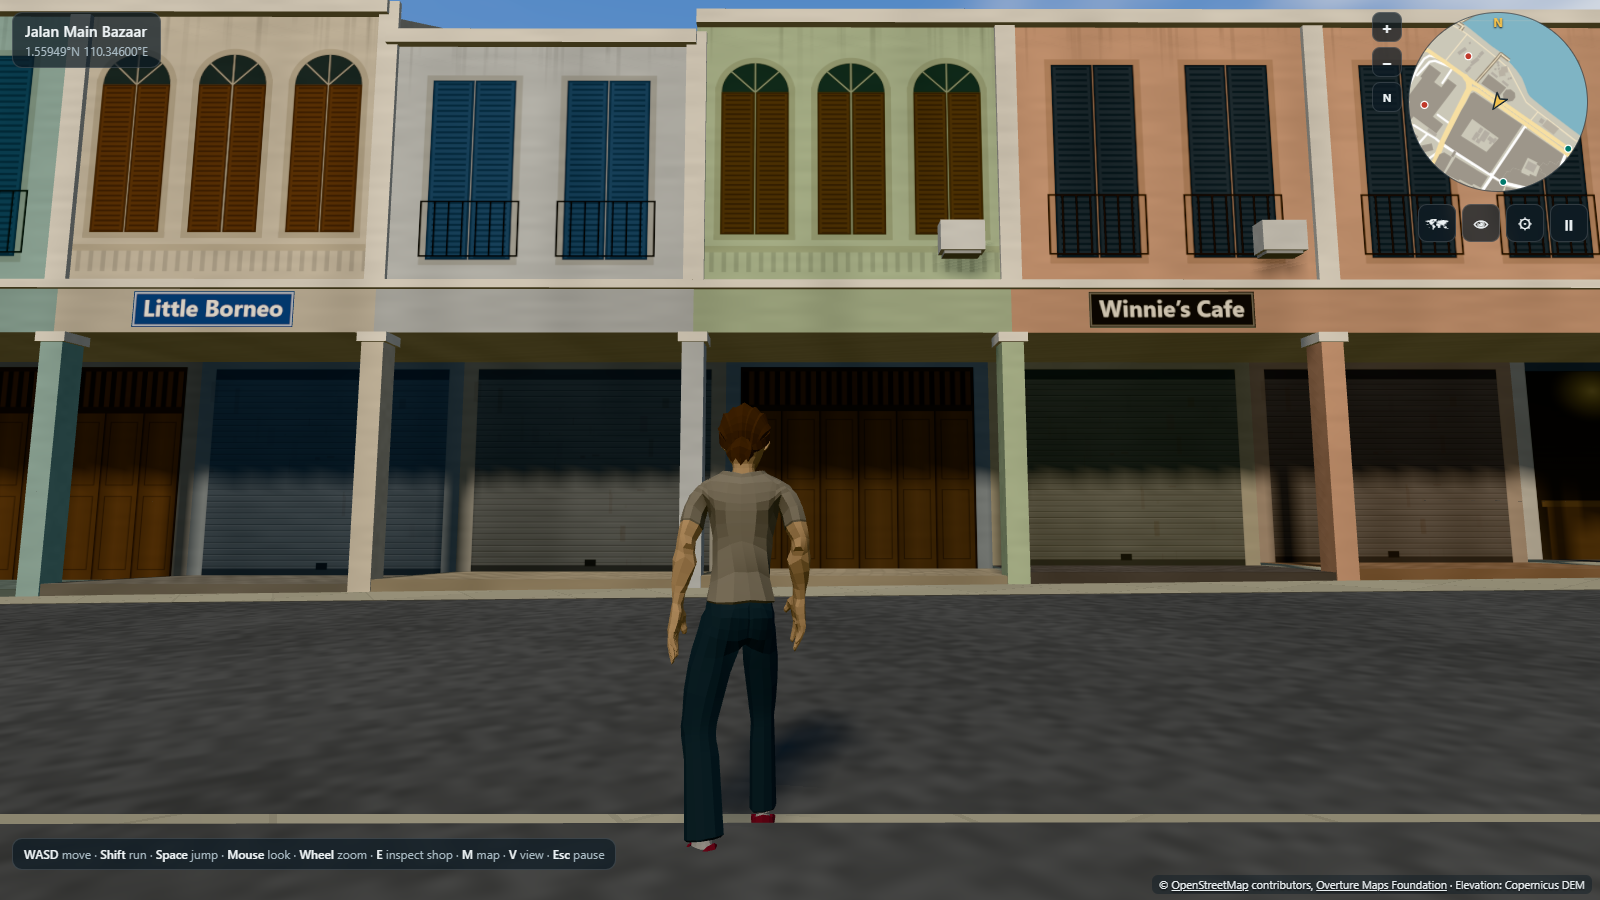 Jalan Main Bazaar
1.55949°N 110.34600°E
+
−
N
N
Little Borneo
Winnie's Cafe
WASD move · Shift run · Space jump · Mouse look · Wheel zoom · E inspect shop · M map · V view · Esc pause
© OpenStreetMap contributors, Overture Maps Foundation · Elevation: Copernicus DEM